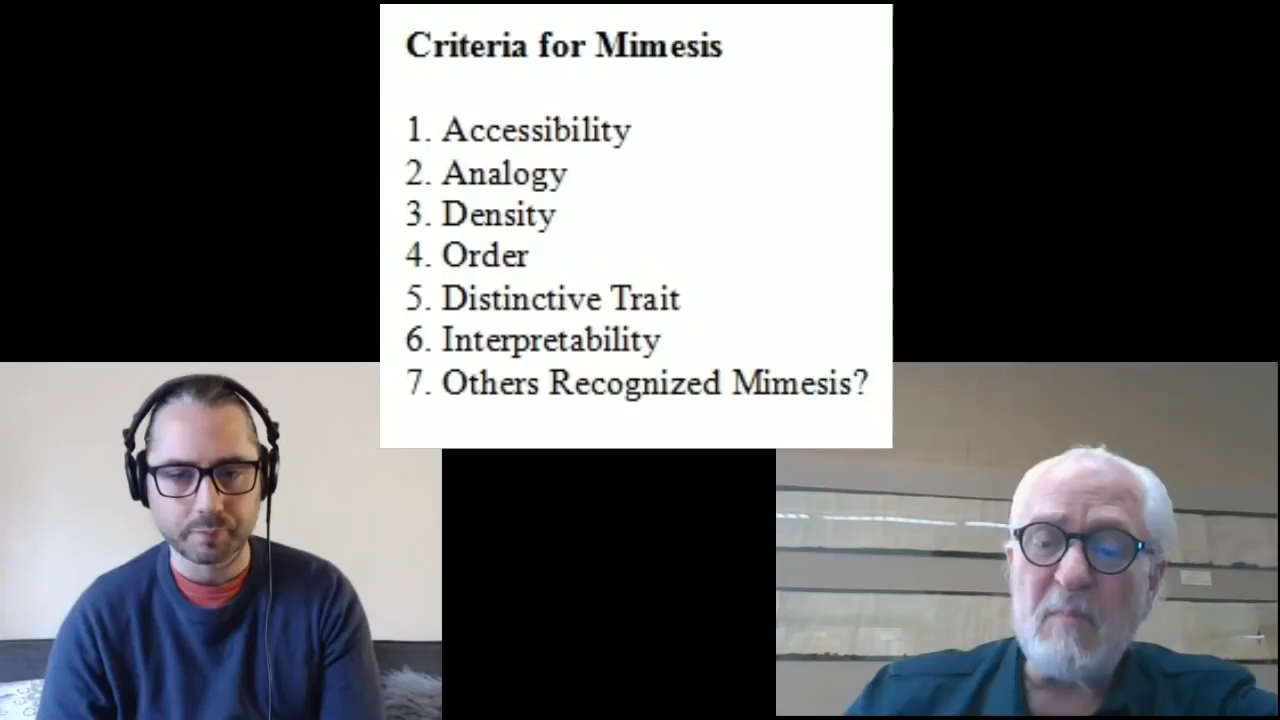 Criteria for Mimesis
1. Accessibility
2. Analogy
3. Density
4. Order
5. Distinctive Trait
6. Interpretability
7. Others Recognized Mimesis?